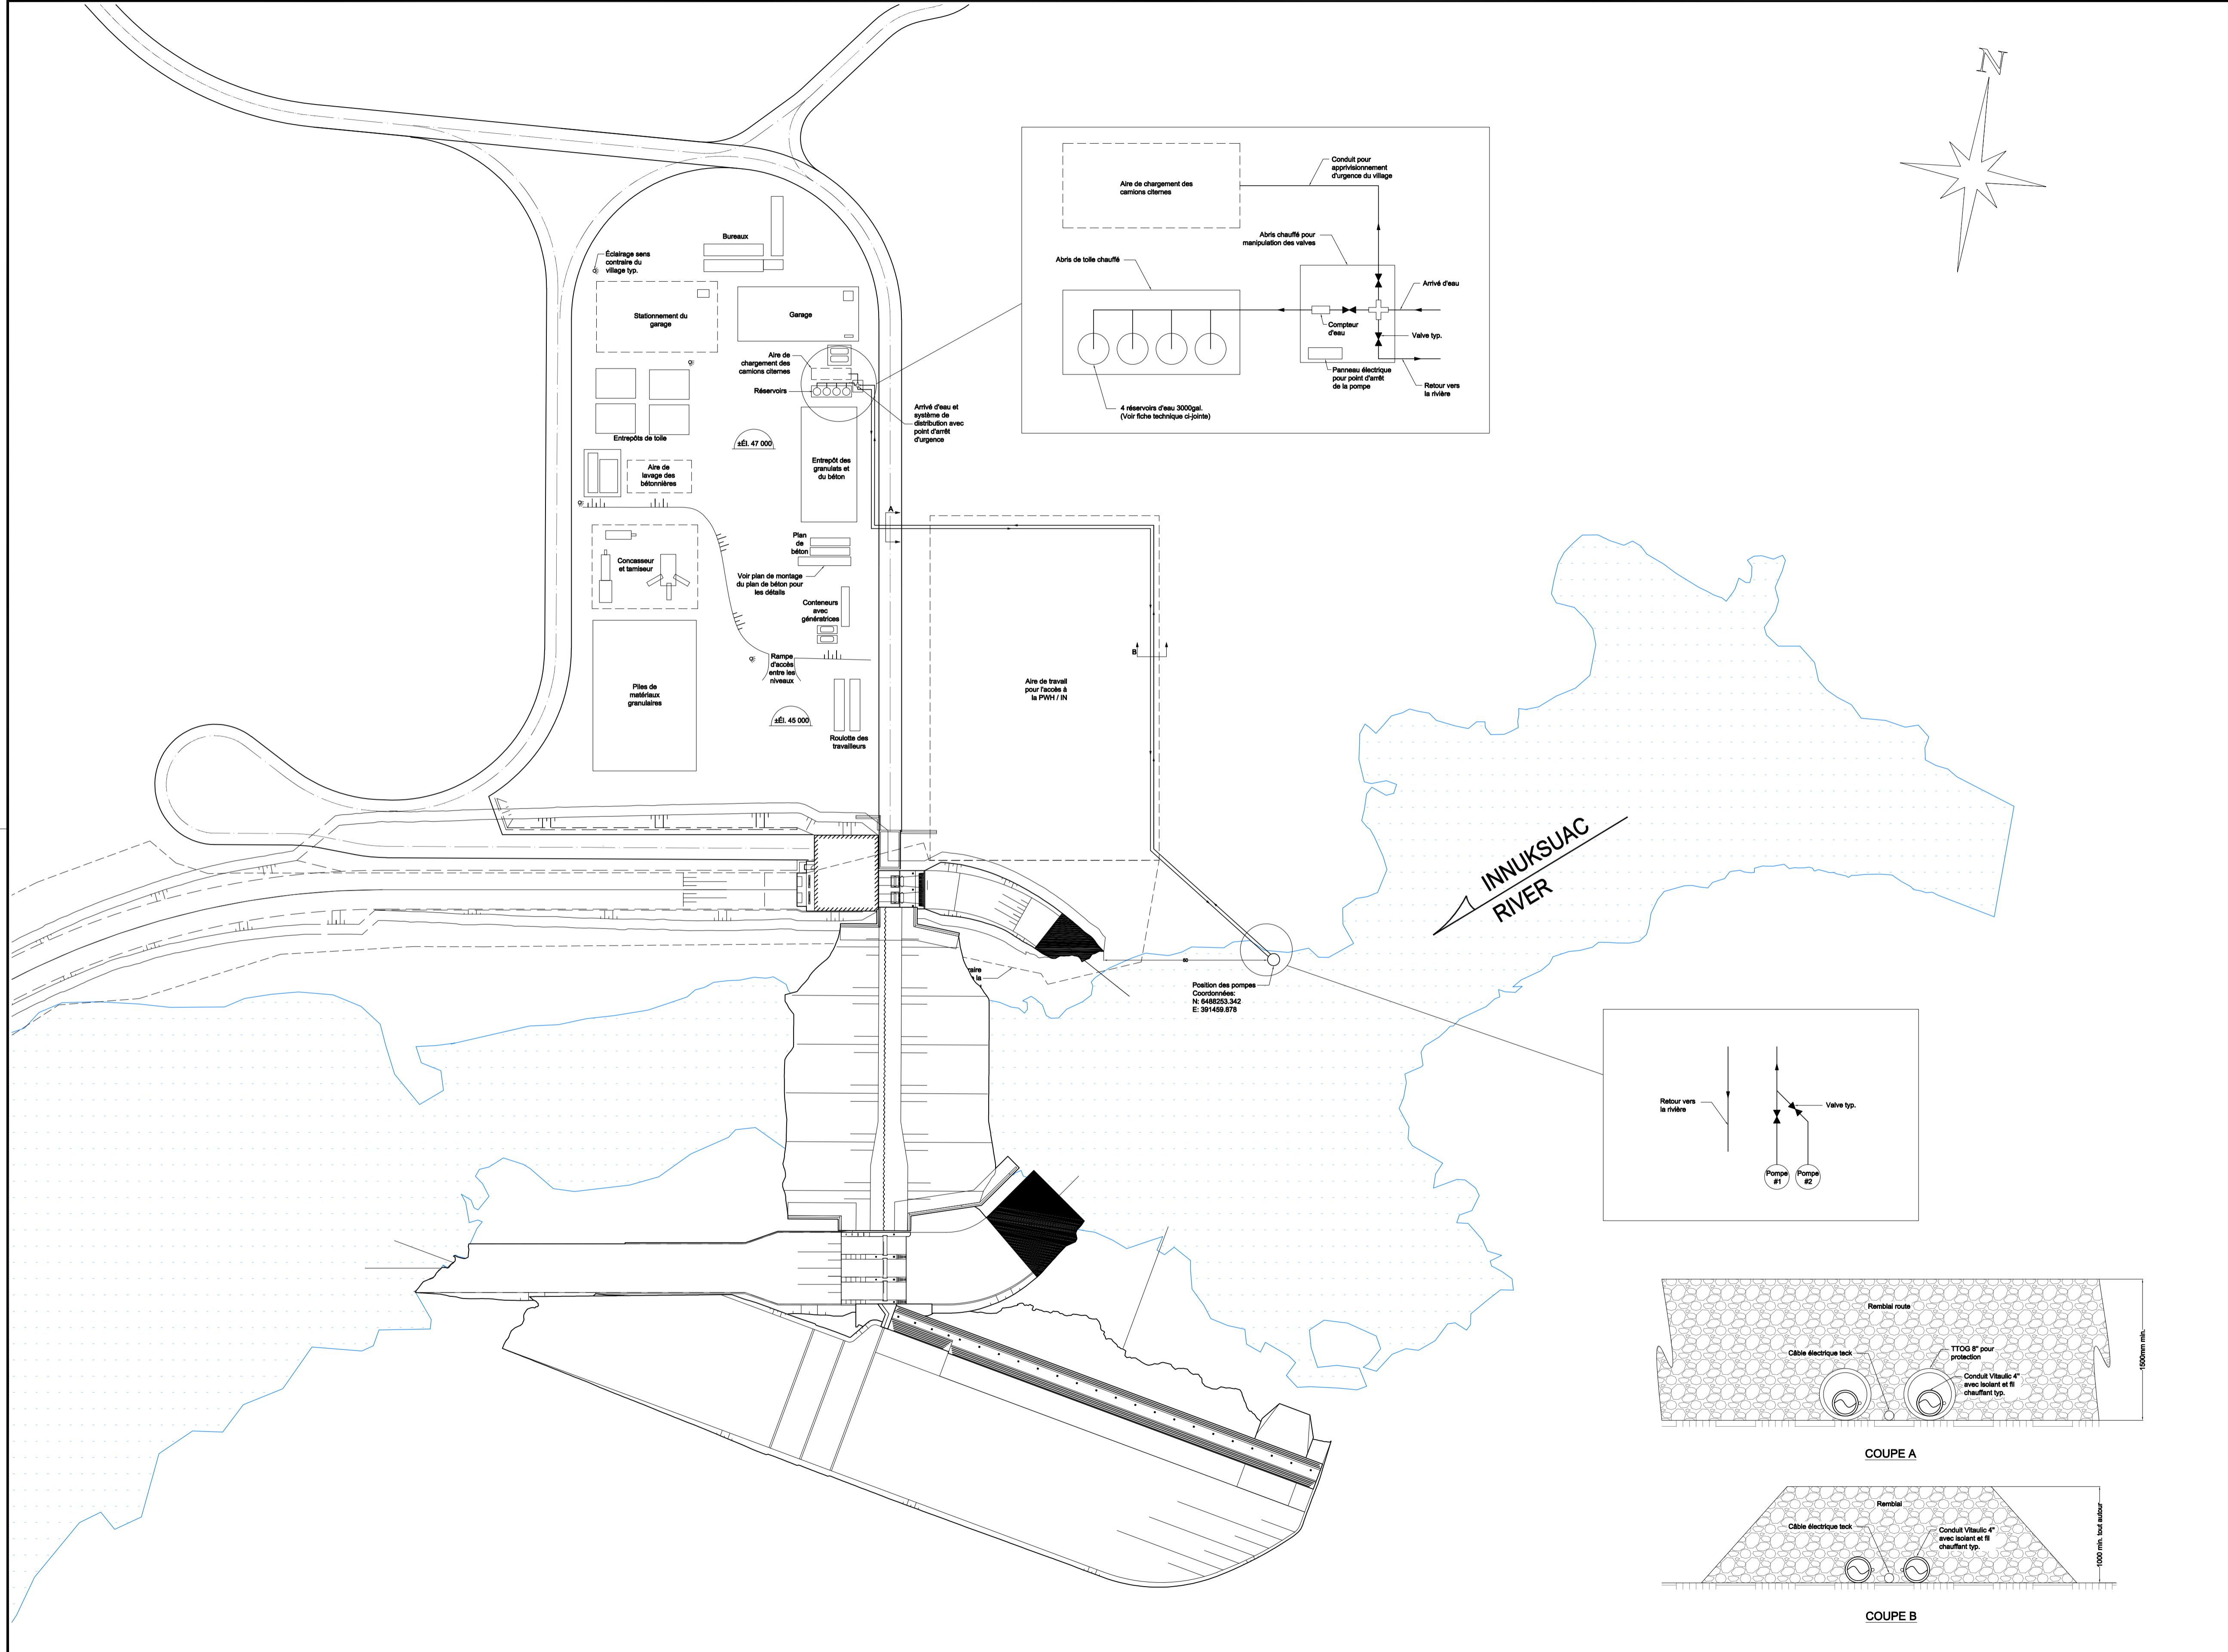 N
Conduit pour
apprivisionnement
d'urgence du village
Aire de chargement des
camions citernes
Abris chauffé pour
manipulation des valves
Abris de toile chauffé
Arrivé d'eau
Compteur
d'eau
Valve typ.
Panneau électrique
pour point d'arrêt
de la pompe
Retour vers
la rivière
4 réservoirs d'eau 3000gal.
(Voir fiche technique ci-jointe)
Bureaux
Éclairage sens
contraire du
village typ.
Stationnement du
garage
Garage
Aire de
chargement des
camions citernes
Réservoirs
Arrivé d'eau et
système de
distribution avec
point d'arrêt
d'urgence
Entrepôts de toile
±ÉI. 47 000
Aire de
lavage des
bétonnières
Entrepôt des
granulats et
du béton
A
Plan
de
béton
Concasseur
et tamiseur
Voir plan de montage
du plan de béton pour
les détails
Conteneurs
avec
génératrices
B
Rampe
d'accès
entre les
niveaux
Aire de travail
pour l'accès à
la PWH / IN
Piles de
matériaux
granulaires
±ÉI. 45 000
Roulotte des
travailleurs
INNUKSUAC
RIVER
60
raire
la
Position des pompes
Coordonnées:
N: 6488253.342
E: 391459.878
Retour vers
la rivière
Valve typ.
Pompe
#1
Pompe
#2
Remblai route
Câble électrique teck
TTOG 8" pour
protection
Conduit Vitaulic 4"
avec isolant et fil
chauffant typ.
1500mm min.
COUPE A
Remblai
Câble électrique teck
Conduit Vitaulic 4"
avec isolant et fil
chauffant typ.
1000 min. tout autour
COUPE B